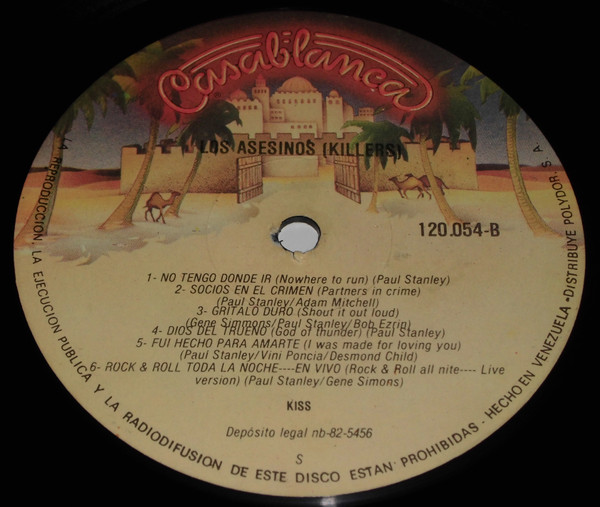 Casablanca
LOS ASESINOS (KILLERS)
120.054-B
1- NO TENGO DONDE IR (Nowhere to run) (Paul Stanley)
2- SOCIOS EN EL CRIMEN (Partners in crime)
(Paul Stanley/Adam Mitchell)
3- GRITALO DURO (Shout it out loud)
(Gene Simmons/Paul Stanley/Bob Ezrin)
4- DIOS DEL TRUENO (God of thunder) (Paul Stanley)
5- FUI HECHO PARA AMARTE (I was made for loving you)
(Paul Stanley/Vini Poncia/Desmond Child)
6- ROCK & ROLL TODA LA NOCHE----EN VIVO (Rock & Roll all nite---- Live
version) (Paul Stanley/Gene Simons)
KISS
Depósito legal nb-82-5456
S
LA REPRODUCCION, LA EJECUCION PUBLICA Y LA RADIODIFUSION DE ESTE DISCO ESTAN PROHIBIDAS. HECHO EN VENEZUELA •DISTRIBUYE POLYDOR, S. A.